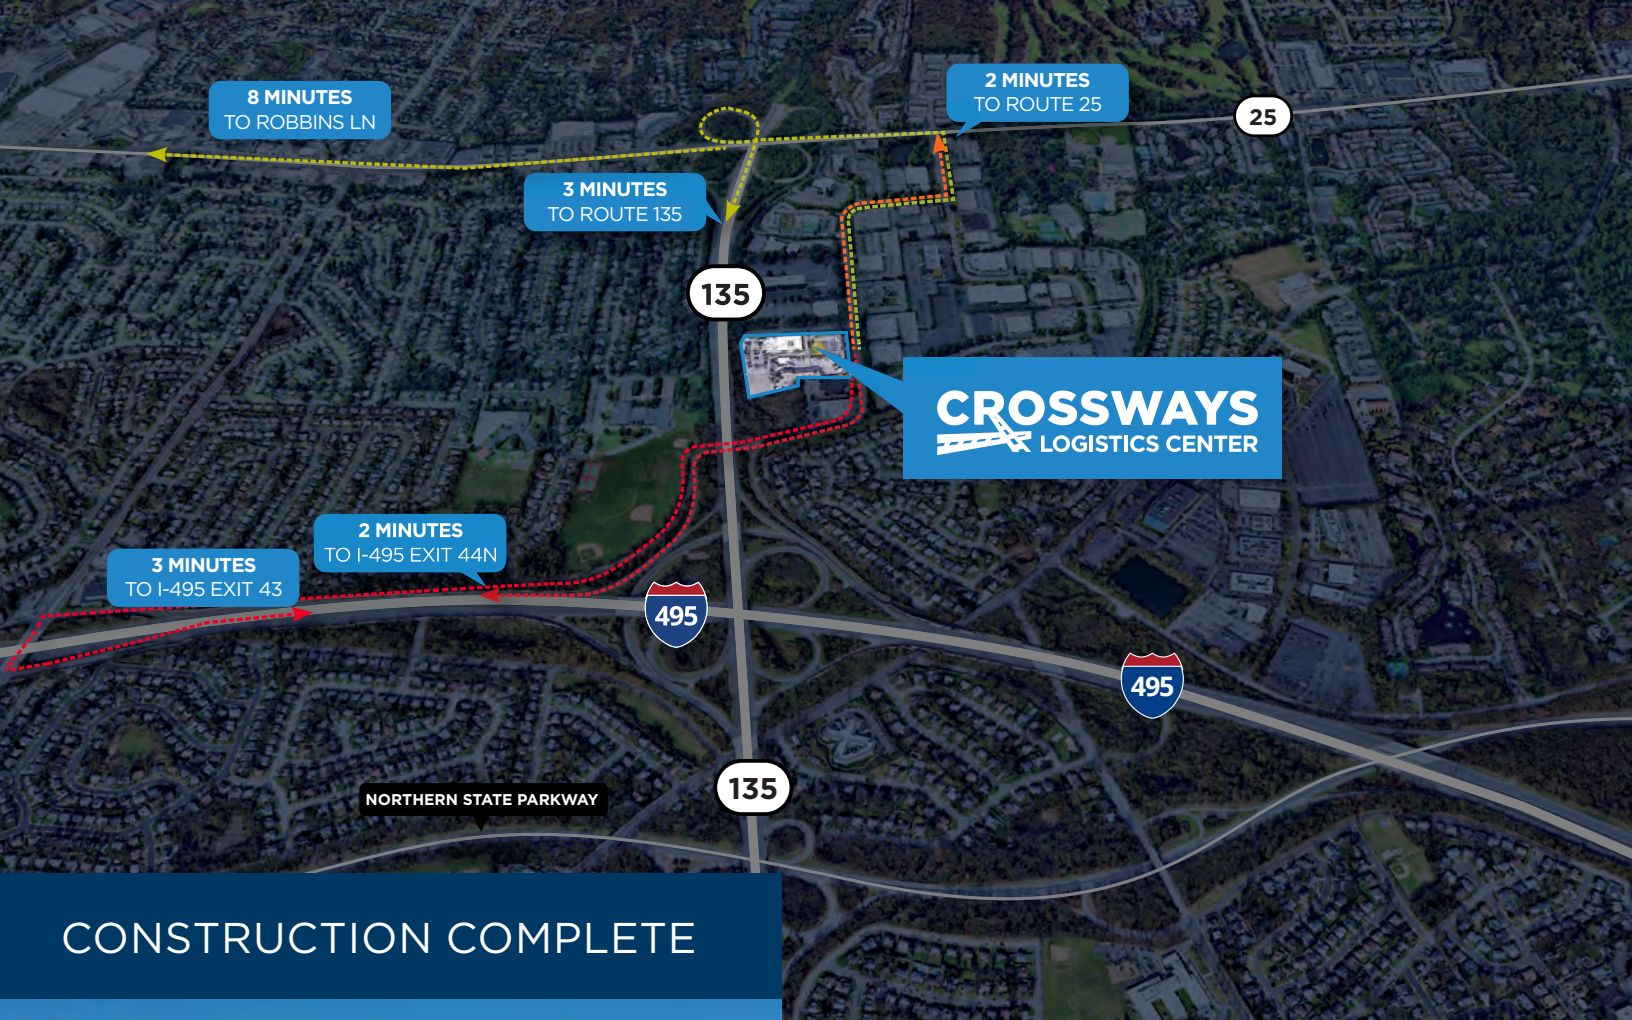 2 MINUTES
TO ROUTE 25
8 MINUTES
TO ROBBINS LN
25
3 MINUTES
TO ROUTE 135
135
CROSSWAYS
LOGISTICS CENTER
2 MINUTES
TO I-495 EXIT 44N
3 MINUTES
TO I-495 EXIT 43
495
495
135
NORTHERN STATE PARKWAY
CONSTRUCTION COMPLETE